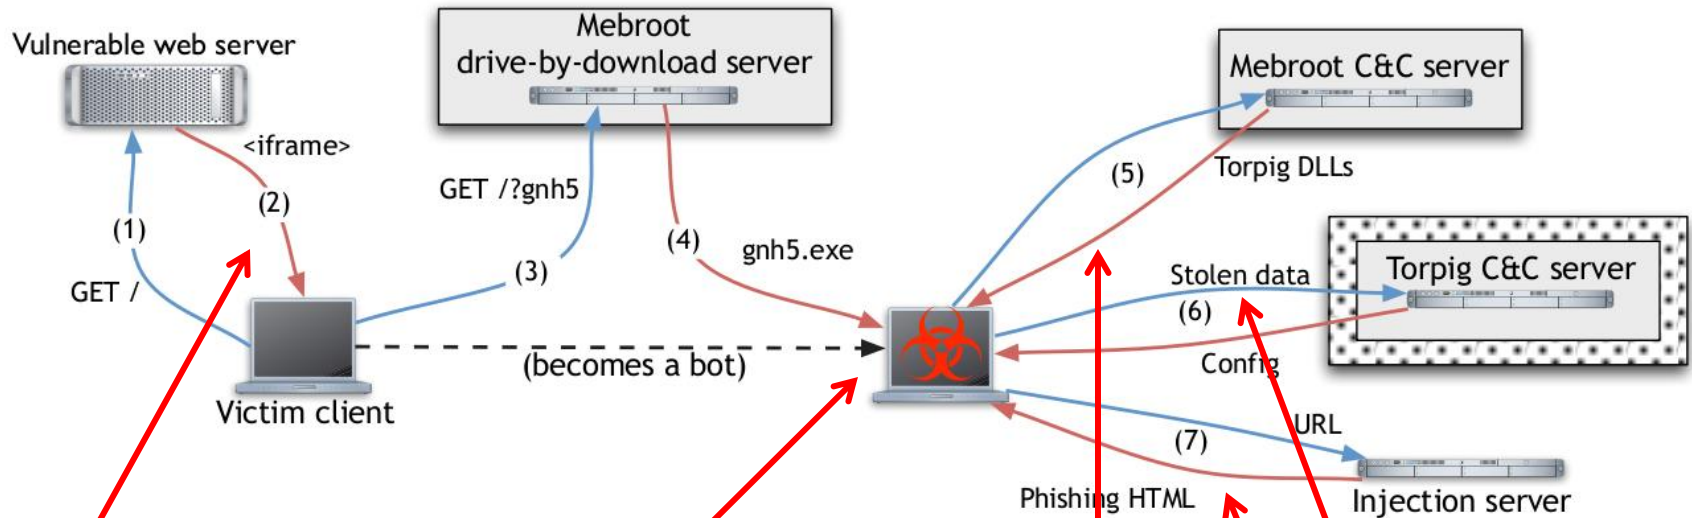 Vulnerable web server
Mebroot
drive-by-download server
Mebroot C&C server
<iframe>
GET /?gnh5
(1)
(2)
(3)
(4)
gnh5.exe
(5)
Torpig DLLs
GET /
Stolen data
(6)
Torpig C&C server
Config
(becomes a bot)
Victim client
URL
(7)
Phishing HTML
Injection server